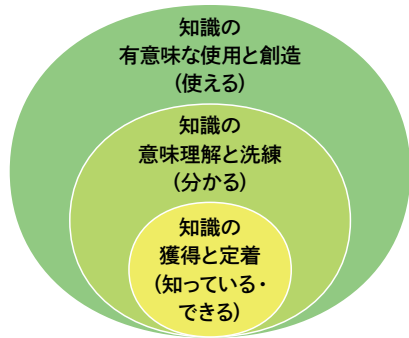 知識の
有意味な使用と創造
(使える)
知識の
意味理解と洗練
(分かる)
知識の
獲得と定着
(知っている・
できる)